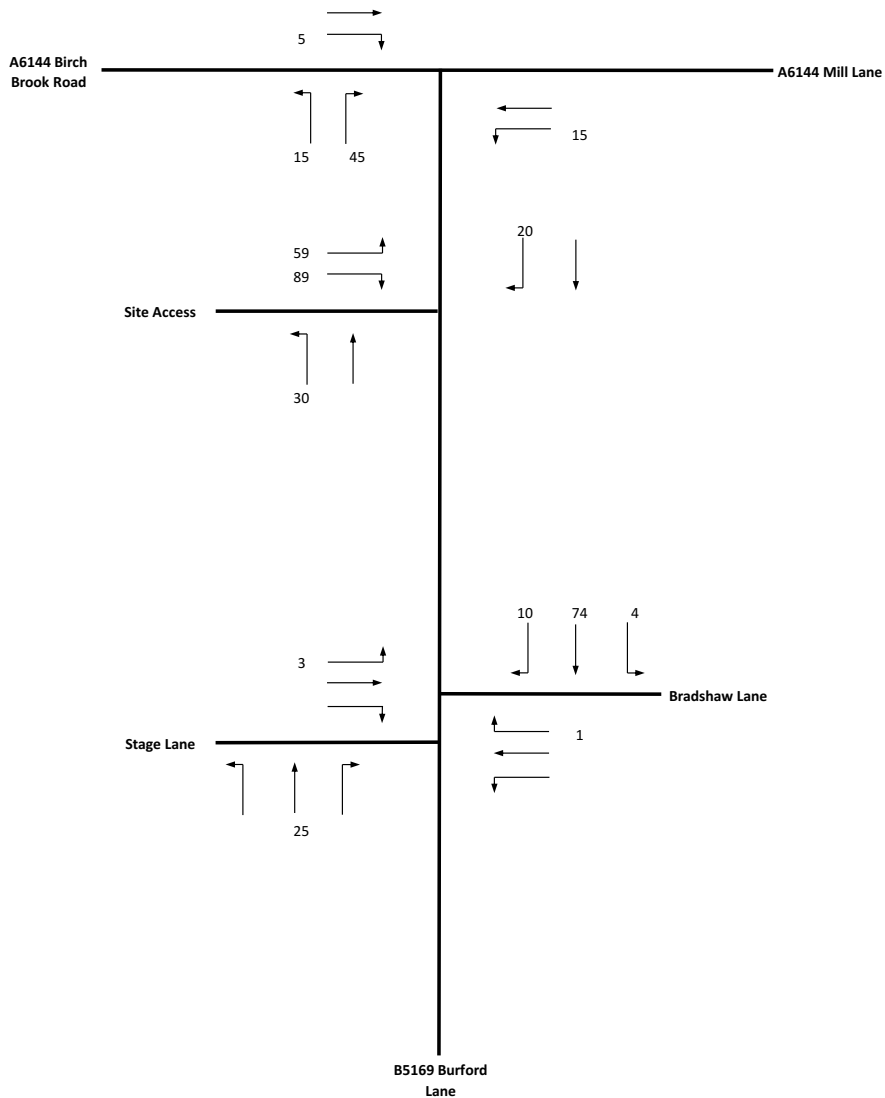 5
A6144 Birch
Brook Road
A6144 Mill Lane
15 45
15
59
89
20
Site Access
30
10 74 4
3
Bradshaw Lane
1
Stage Lane
25
B5169 Burford
Lane